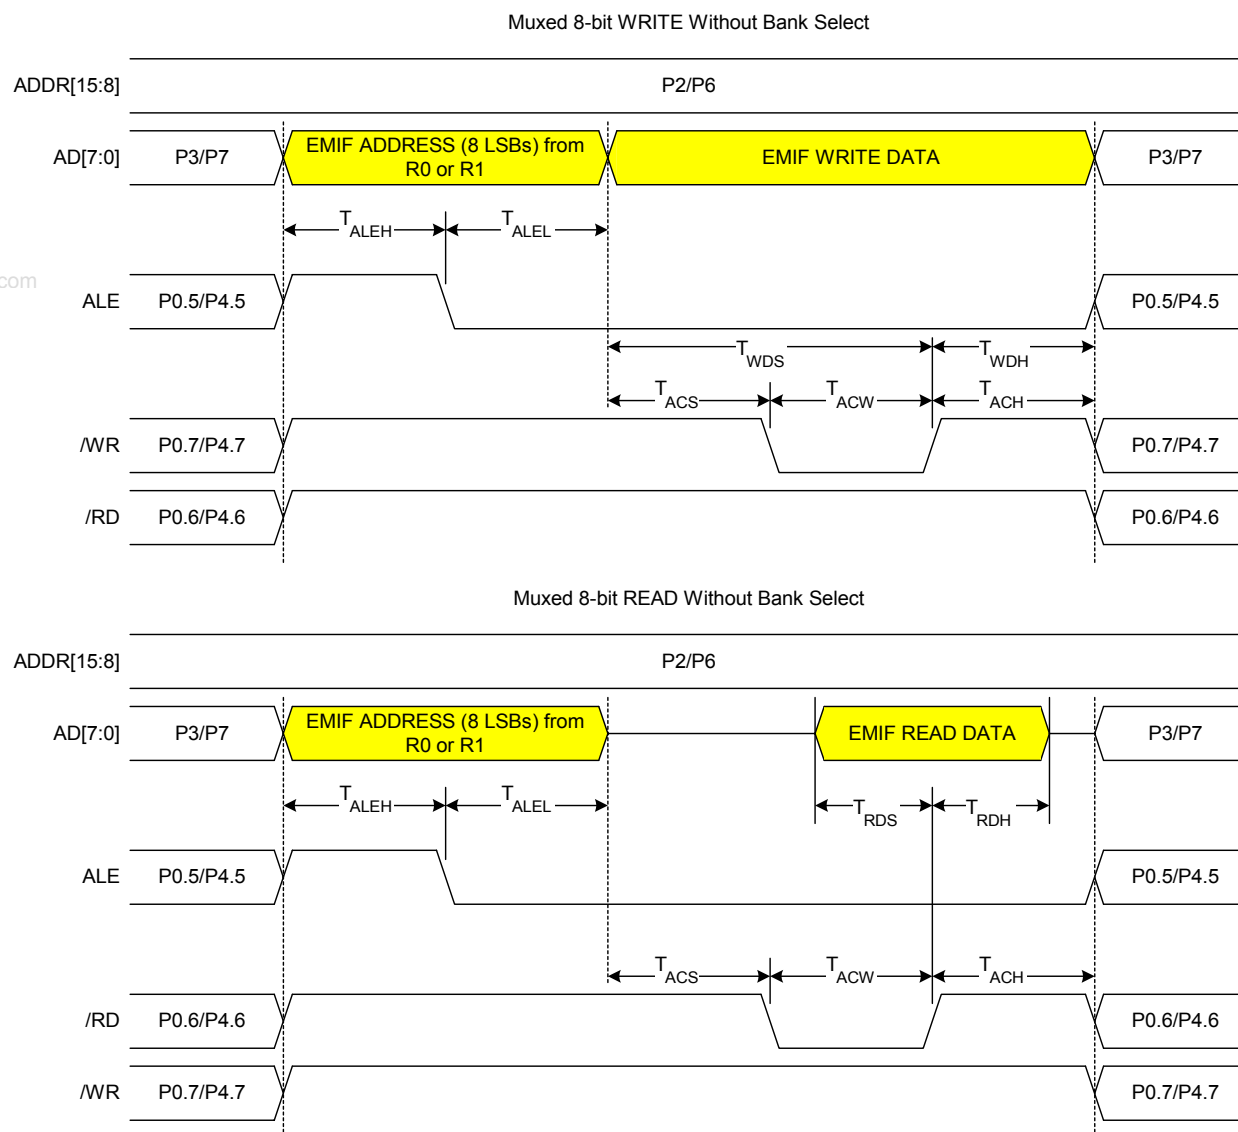 Muxed 8-bit WRITE Without Bank Select
ADDR[15:8] P2/P6
AD[7:0] P3/P7 EMIF ADDRESS (8 LSBs) from R0 or R1 EMIF WRITE DATA P3/P7
TALEH TALEL
com
ALE P0.5/P4.5 P0.5/P4.5
TWDS TWDH
TACS TACW TACH
/WR P0.7/P4.7 P0.7/P4.7
/RD P0.6/P4.6 P0.6/P4.6
Muxed 8-bit READ Without Bank Select
ADDR[15:8] P2/P6
AD[7:0] P3/P7 EMIF ADDRESS (8 LSBs) from R0 or R1 EMIF READ DATA P3/P7
TALEH TALEL TRDS TRDH
ALE P0.5/P4.5 P0.5/P4.5
TACS TACW TACH
/RD P0.6/P4.6 P0.6/P4.6
/WR P0.7/P4.7 P0.7/P4.7